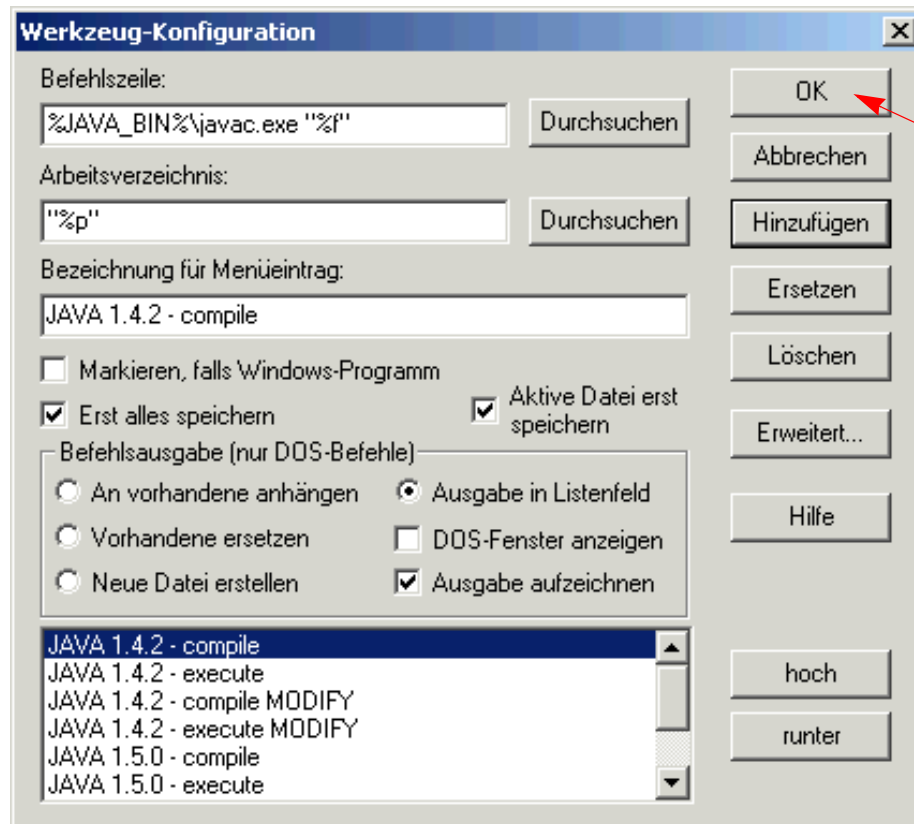 Werkzeug-Konfiguration
Befehlszeile:
%JAVA_BIN%\javac.exe "%f"
Durchsuchen
Arbeitsverzeichnis:
"%p"
Durchsuchen
Bezeichnung für Menüeintrag:
JAVA 1.4.2 - compile
Markieren, falls Windows-Programm
Erst alles speichern
Aktive Datei erst
speichern
Befehlsausgabe (nur DOS-Befehle)
An vorhandene anhängen
Ausgabe in Listenfeld
Vorhandene ersetzen
DOS-Fenster anzeigen
Neue Datei erstellen
Ausgabe aufzeichnen
JAVA 1.4.2 - compile
JAVA 1.4.2 - execute
JAVA 1.4.2 - compile MODIFY
JAVA 1.4.2 - execute MODIFY
JAVA 1.5.0 - compile
JAVA 1.5.0 - execute
OK
Abbrechen
Hinzufügen
Ersetzen
Löschen
Erweitert...
Hilfe
hoch
runter